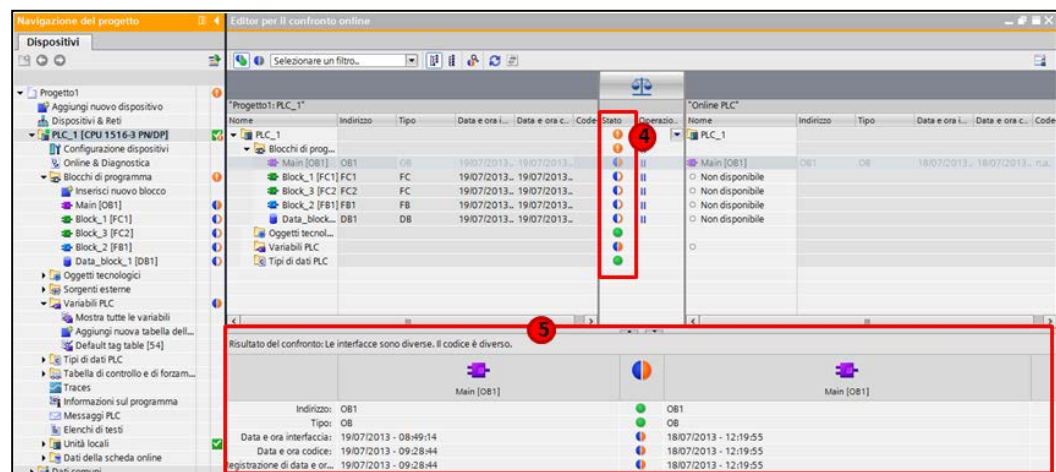 Navigazione del progetto
Editor per il confronto online
Dispositivi
Selezionare un filtro..
"Progetto1: PLC_1"
"Online PLC"
Nome Indirizzo Tipo Data e ora i... Data e ora c... Code Stato Operazio.. Nome Indirizzo Tipo Data e ora i... Data e ora c... Code
4
Progetto1
Aggiungi nuovo dispositivo
Dispositivi & Reti
PLC_1 [CPU 1516-3 PN/DP]
Configurazione dispositivi
Online & Diagnostica
Blocchi di programma
Inserisci nuovo blocco
Main [OB1]
Block_1 [FC1]
Block_3 [FC2]
Block_2 [FB1]
Data_block_1 [DB1]
Oggetti tecnologici
Sorgenti esterne
Variabili PLC
Mostra tutte le variabili
Aggiungi nuova tabella dell...
Default tag table [54]
Tipi di dati PLC
Tabella di controllo e di forzam...
Traces
Informazioni sul programma
Messaggi PLC
Elenchi di testi
Unità locali
Dati della scheda online
Dati comuni
PLC_1 PLC_1
Blocchi di prog...
Main [OB1] OB1 OB 19/07/2013.. 19/07/2013.. Main [OB1] OB1 OB 18/07/2013.. 18/07/2013.. n.a.
Block_1 [FC1] FC1 FC 19/07/2013.. 19/07/2013.. Non disponibile
Block_3 [FC2 FC2 FC 19/07/2013.. 19/07/2013.. Non disponibile
Block_2 [FB1] FB1 FB 19/07/2013.. 19/07/2013.. Non disponibile
Data_block... DB1 DB 19/07/2013.. 19/07/2013.. Non disponibile
Oggetti tecnol...
Variabili PLC
Tipi di dati PLC
5
Risultato del confronto: Le interfacce sono diverse. Il codice è diverso.
Main [OB1] Main [OB1]
Indirizzo: OB1 OB1
Tipo: OB OB
Data e ora interfaccia: 19/07/2013 - 08:49:14 18/07/2013 - 12:19:55
Data e ora codice: 19/07/2013 - 09:28:44 18/07/2013 - 12:19:55
Registrazione di data e or... 19/07/2013 - 09:28:44 18/07/2013 - 12:19:55